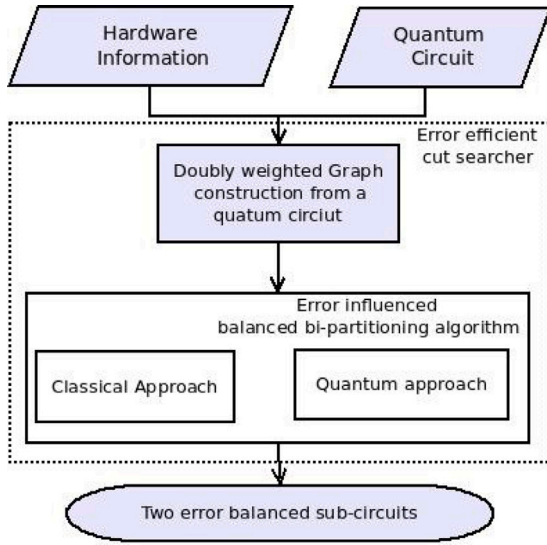 Hardware
Information
Quantum
Circuit
Error efficient
cut searcher
Doubly weighted Graph
construction from a
quatum circiut
Error influenced
balanced bi-partitioning algorithm
Classical Approach
Quantum approach
Two error balanced sub-circuits